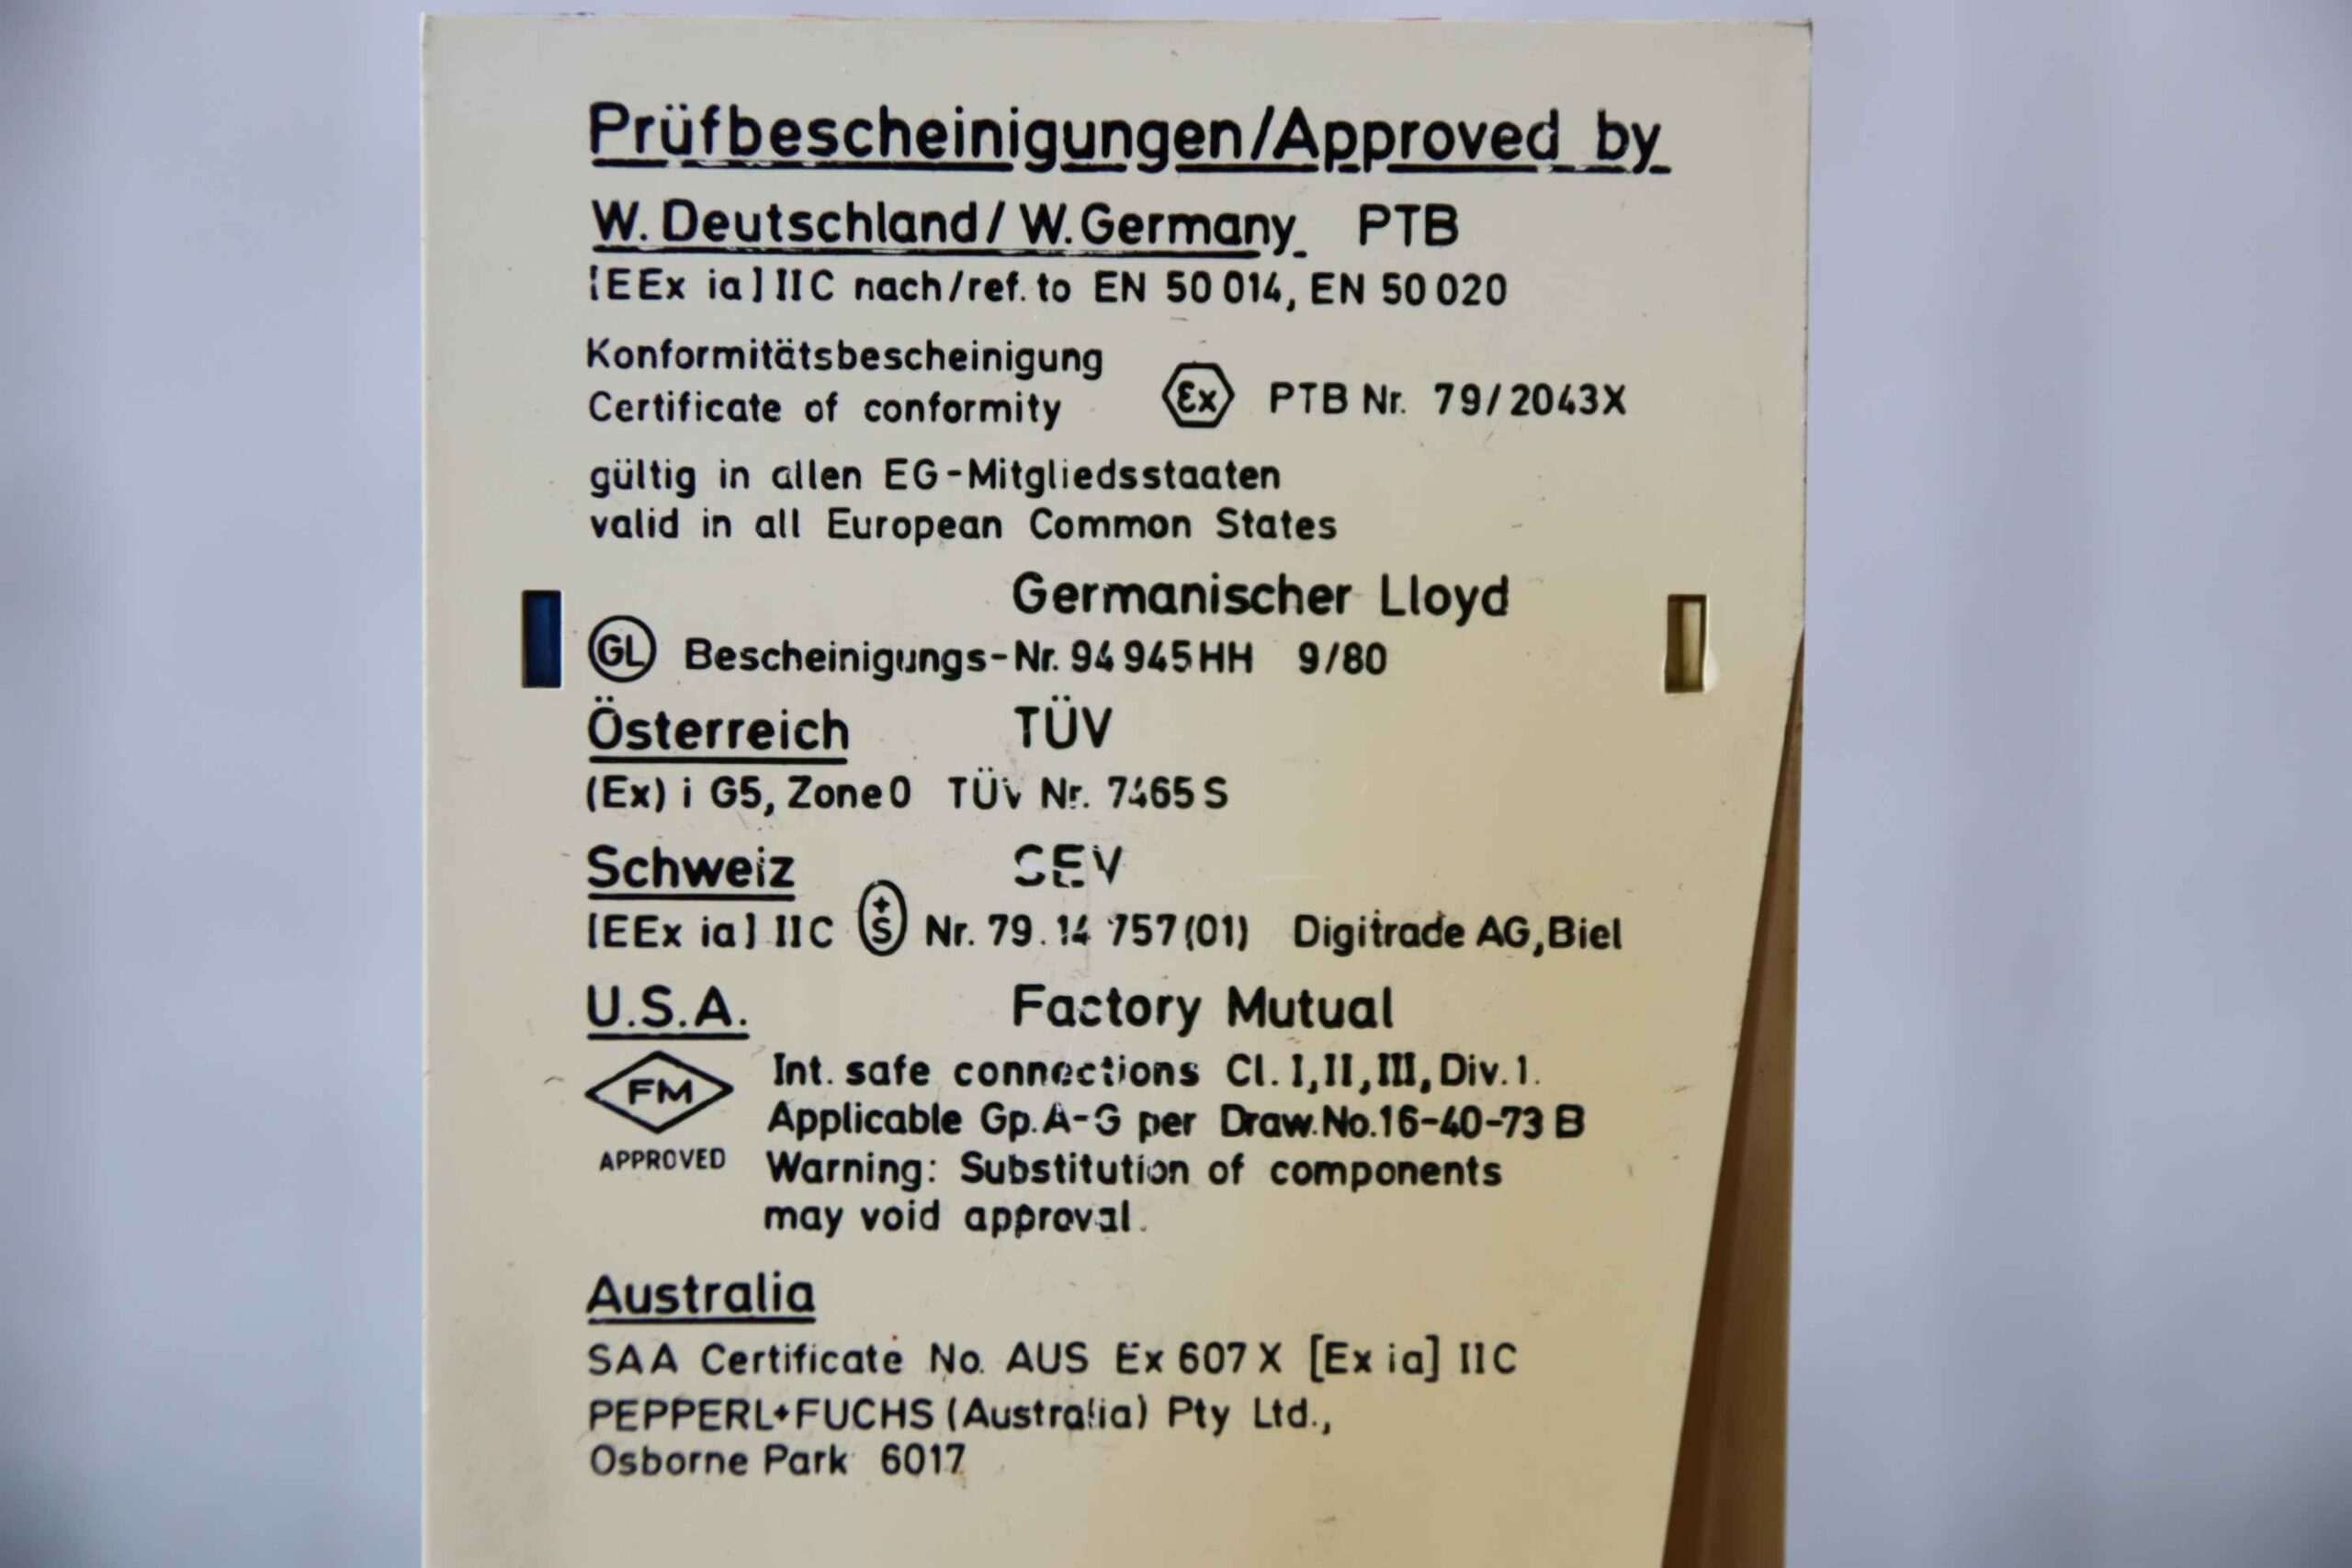 Prüfbescheinigungen/Approved by
W. Deutschland/W. Germany PTB
[EEx ia] IIC nach/ref. to EN 50 014, EN 50 020
Konformitätsbescheinigung
Certificate of conformity Ex PTB Nr. 79/2043X
gültig in allen EG-Mitgliedsstaaten
valid in all European Common States
Germanischer Lloyd
GL Bescheinigungs-Nr. 94 945 HH 9/80
Österreich TÜV
(Ex) i G5, Zone 0 TÜV Nr. 7465 S
Schweiz SEV
[EEx ia] IIC +S Nr. 79.14 757 (01) Digitrade AG, Biel
U.S.A. Factory Mutual
FM Int. safe connections Cl. I, II, III, Div. 1.
Applicable Gp. A-G per Draw. No. 16-40-73 B
APPROVED Warning: Substitution of components
may void approval.
Australia
SAA Certificate No. AUS Ex 607 X [Ex ia] IIC
PEPPERL+FUCHS (Australia) Pty Ltd.,
Osborne Park 6017